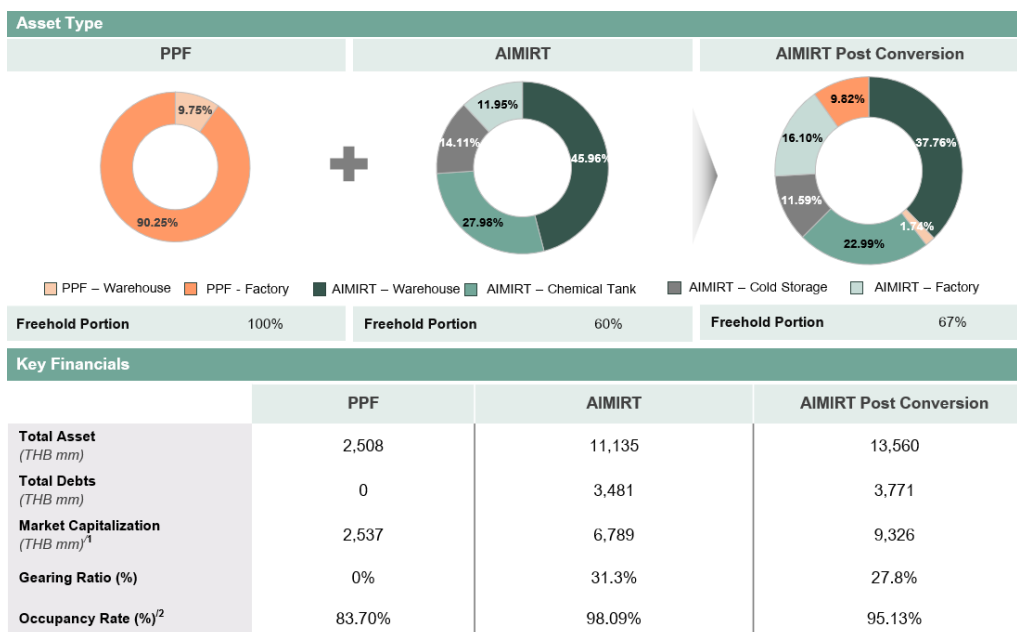 Asset Type
PPF
AIMIRT
AIMIRT Post Conversion
9.75%
90.25%
11.95%
14.11%
45.96%
27.98%
9.82%
16.10%
37.76%
11.59%
1.74%
22.99%
PPF – Warehouse
PPF - Factory
AIMIRT – Warehouse
AIMIRT – Chemical Tank
AIMIRT – Cold Storage
AIMIRT – Factory
Freehold Portion 100%
Freehold Portion 60%
Freehold Portion 67%
Key Financials
PPF AIMIRT AIMIRT Post Conversion
Total Asset
(THB mm)
2,508 11,135 13,560
Total Debts
(THB mm)
0 3,481 3,771
Market Capitalization
(THB mm)/1
2,537 6,789 9,326
Gearing Ratio (%) 0% 31.3% 27.8%
Occupancy Rate (%)/2 83.70% 98.09% 95.13%